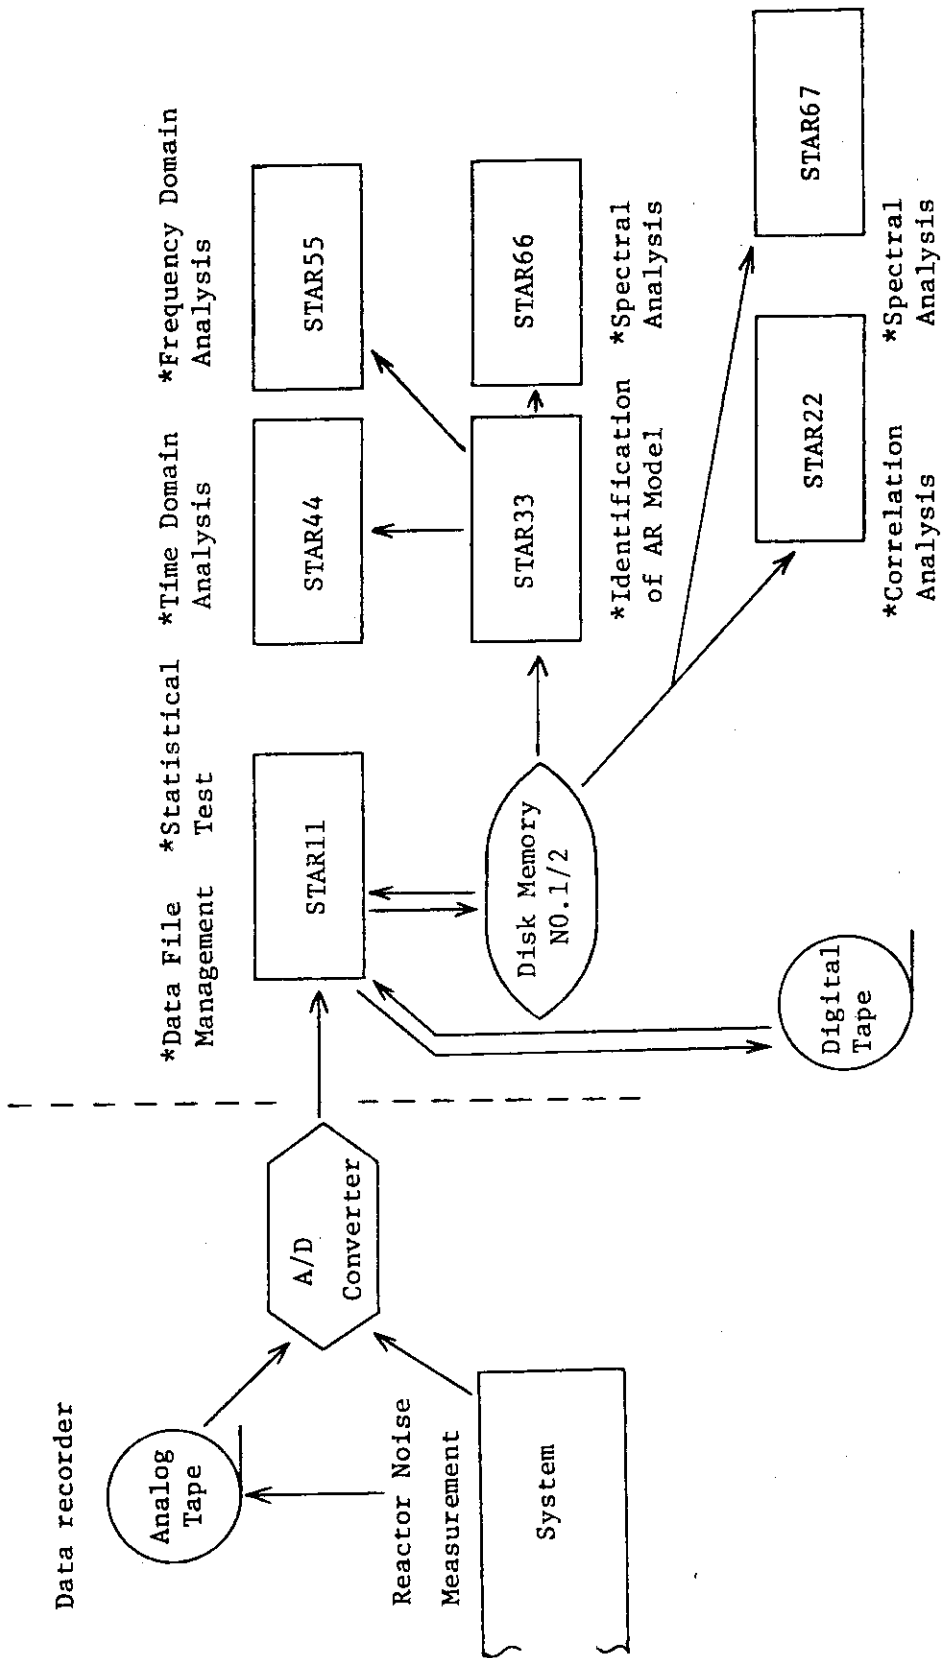 Data recorder
Analog
Tape
Reactor Noise
Measurement
System
A/D
Converter
*Data File
Management
*Statistical
Test
STAR11
Disk Memory
NO.1/2
Digital
Tape
*Time Domain
Analysis
STAR44
*Frequency Domain
Analysis
STAR55
STAR33
*Identification
of AR Model
STAR66
*Spectral
Analysis
STAR22
*Correlation
Analysis
STAR67
*Spectral
Analysis